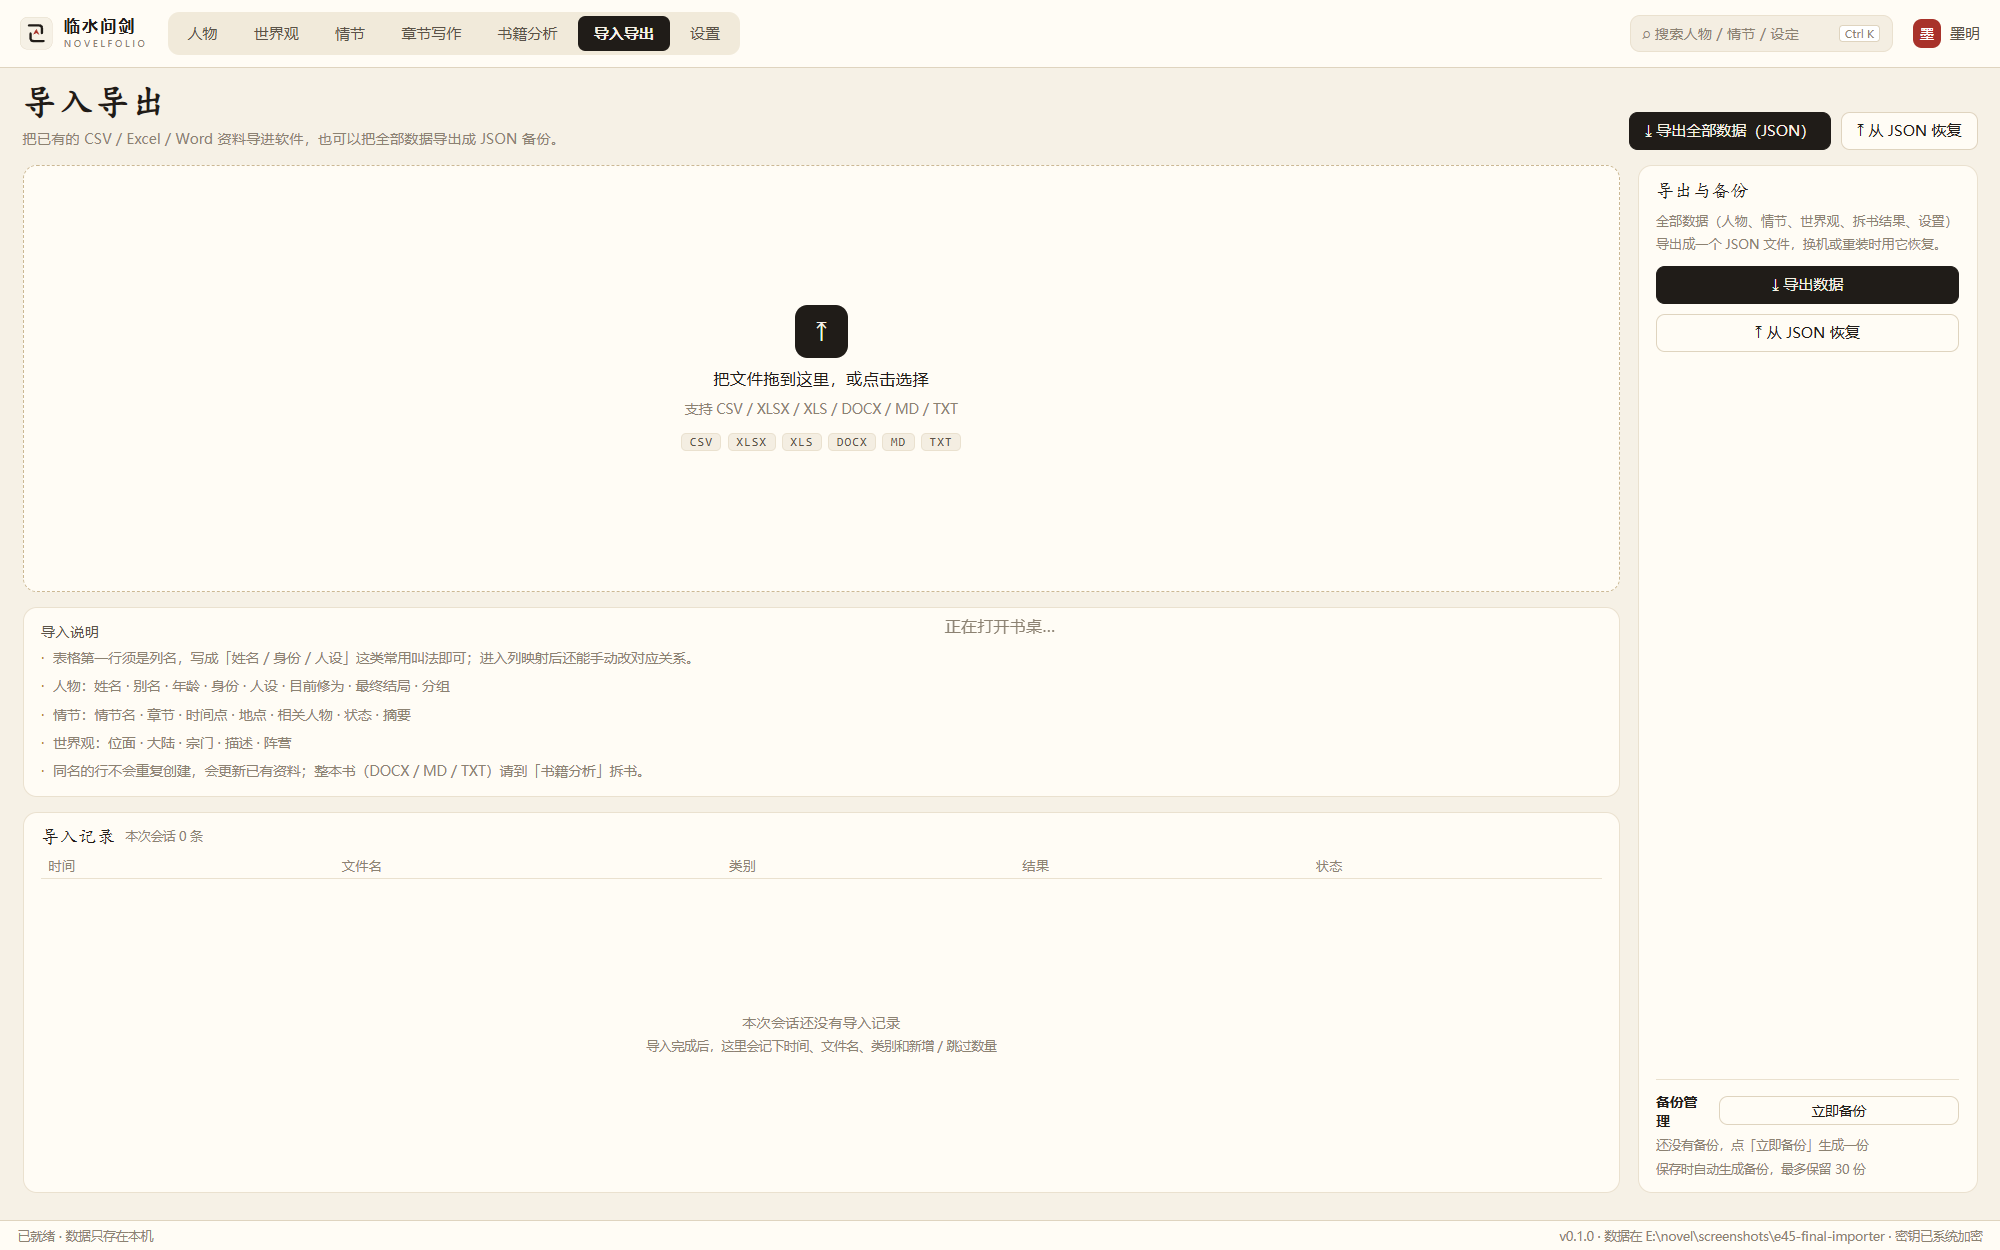 临水问剑
NOVELFOLIO
人物 世界观 情节 章节写作 书籍分析 导入导出 设置
搜索人物 / 情节 / 设定 Ctrl K
墨 墨明
导入导出
把已有的 CSV / Excel / Word 资料导进软件，也可以把全部数据导出成 JSON 备份。
↓导出全部数据（JSON） ↑从 JSON 恢复
把文件拖到这里，或点击选择
支持 CSV / XLSX / XLS / DOCX / MD / TXT
CSV XLSX XLS DOCX MD TXT
导入说明
正在打开书桌...
· 表格第一行须是列名，写成「姓名 / 身份 / 人设」这类常用叫法即可；进入列映射后还能手动改对应关系。
· 人物：姓名 · 别名 · 年龄 · 身份 · 人设 · 目前修为 · 最终结局 · 分组
· 情节：情节名 · 章节 · 时间点 · 地点 · 相关人物 · 状态 · 摘要
· 世界观：位面 · 大陆 · 宗门 · 描述 · 阵营
· 同名的行不会重复创建，会更新已有资料；整本书（DOCX / MD / TXT）请到「书籍分析」拆书。
导入记录 本次会话 0 条
时间 文件名 类别 结果 状态
本次会话还没有导入记录
导入完成后，这里会记下时间、文件名、类别和新增 / 跳过数量
导出与备份
全部数据（人物、情节、世界观、拆书结果、设置）
导出成一个 JSON 文件，换机或重装时用它恢复。
↓导出数据
↑从 JSON 恢复
备份管
理
立即备份
还没有备份，点「立即备份」生成一份
保存时自动生成备份，最多保留 30 份
已就绪 · 数据只存在本机
v0.1.0 · 数据在 E:\novel\screenshots\e45-final-importer · 密钥已系统加密